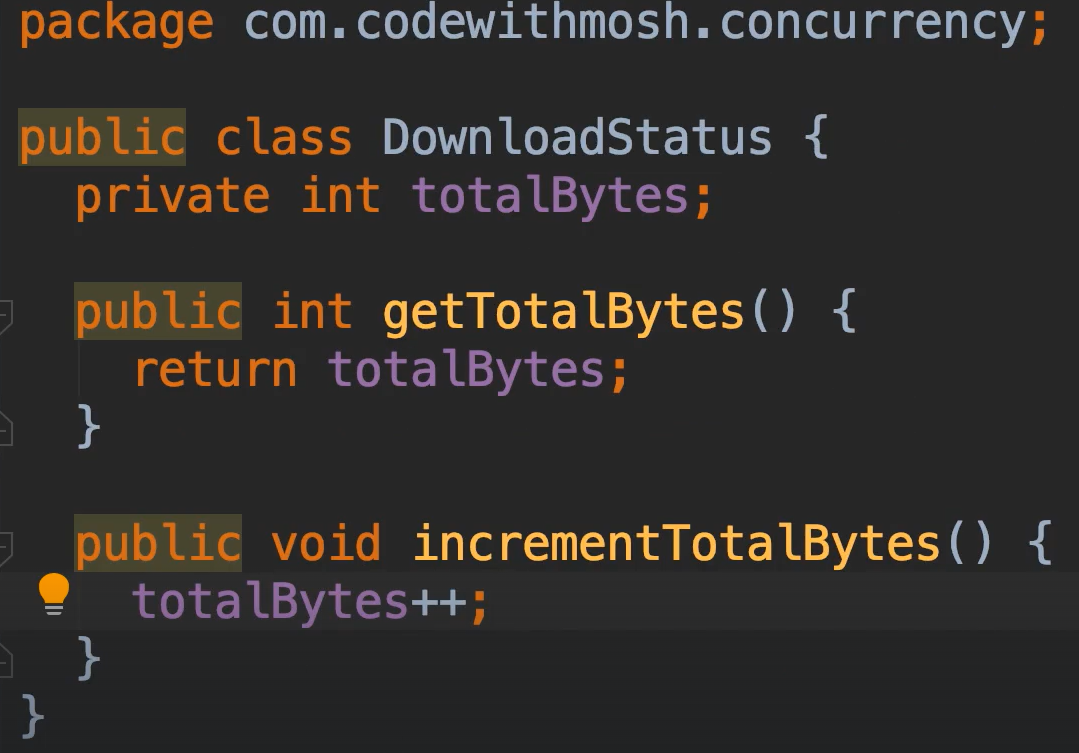 package com.codewithmosh.concurrency;
public class DownloadStatus {
private int totalBytes;
public int getTotalBytes() {
return totalBytes;
}
public void incrementTotalBytes() {
totalBytes++;
}
}